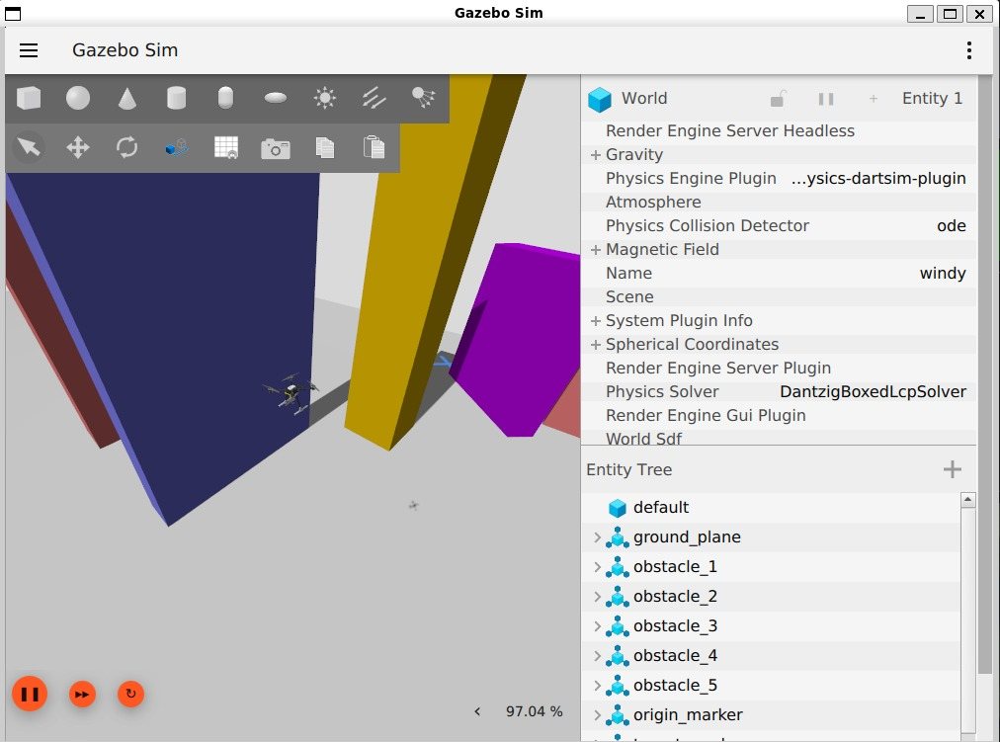 Gazebo Sim
Gazebo Sim
World + Entity 1
Render Engine Server Headless
+ Gravity
Physics Engine Plugin ...ysics-dartsim-plugin
Atmosphere
Physics Collision Detector ode
+ Magnetic Field
Name windy
Scene
+ System Plugin Info
+ Spherical Coordinates
Render Engine Server Plugin
Physics Solver DantzigBoxedLcpSolver
Render Engine Gui Plugin
World Sdf
Entity Tree +
default
ground_plane
obstacle_1
obstacle_2
obstacle_3
obstacle_4
obstacle_5
origin_marker
< 97.04 %